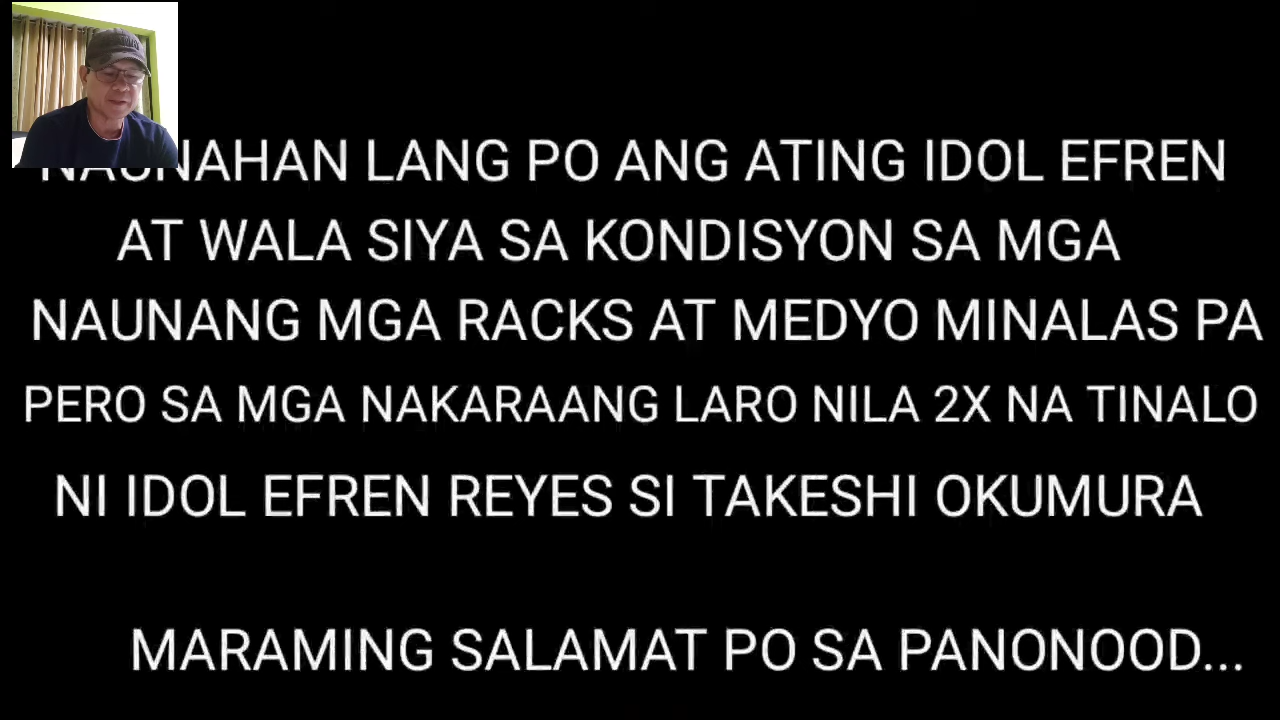 NAUNAHAN LANG PO ANG ATING IDOL EFREN
AT WALA SIYA SA KONDISYON SA MGA
NAUNANG MGA RACKS AT MEDYO MINALAS PA
PERO SA MGA NAKARAANG LARO NILA 2X NA TINALO
NI IDOL EFREN REYES SI TAKESHI OKUMURA
MARAMING SALAMAT PO SA PANONOOD...